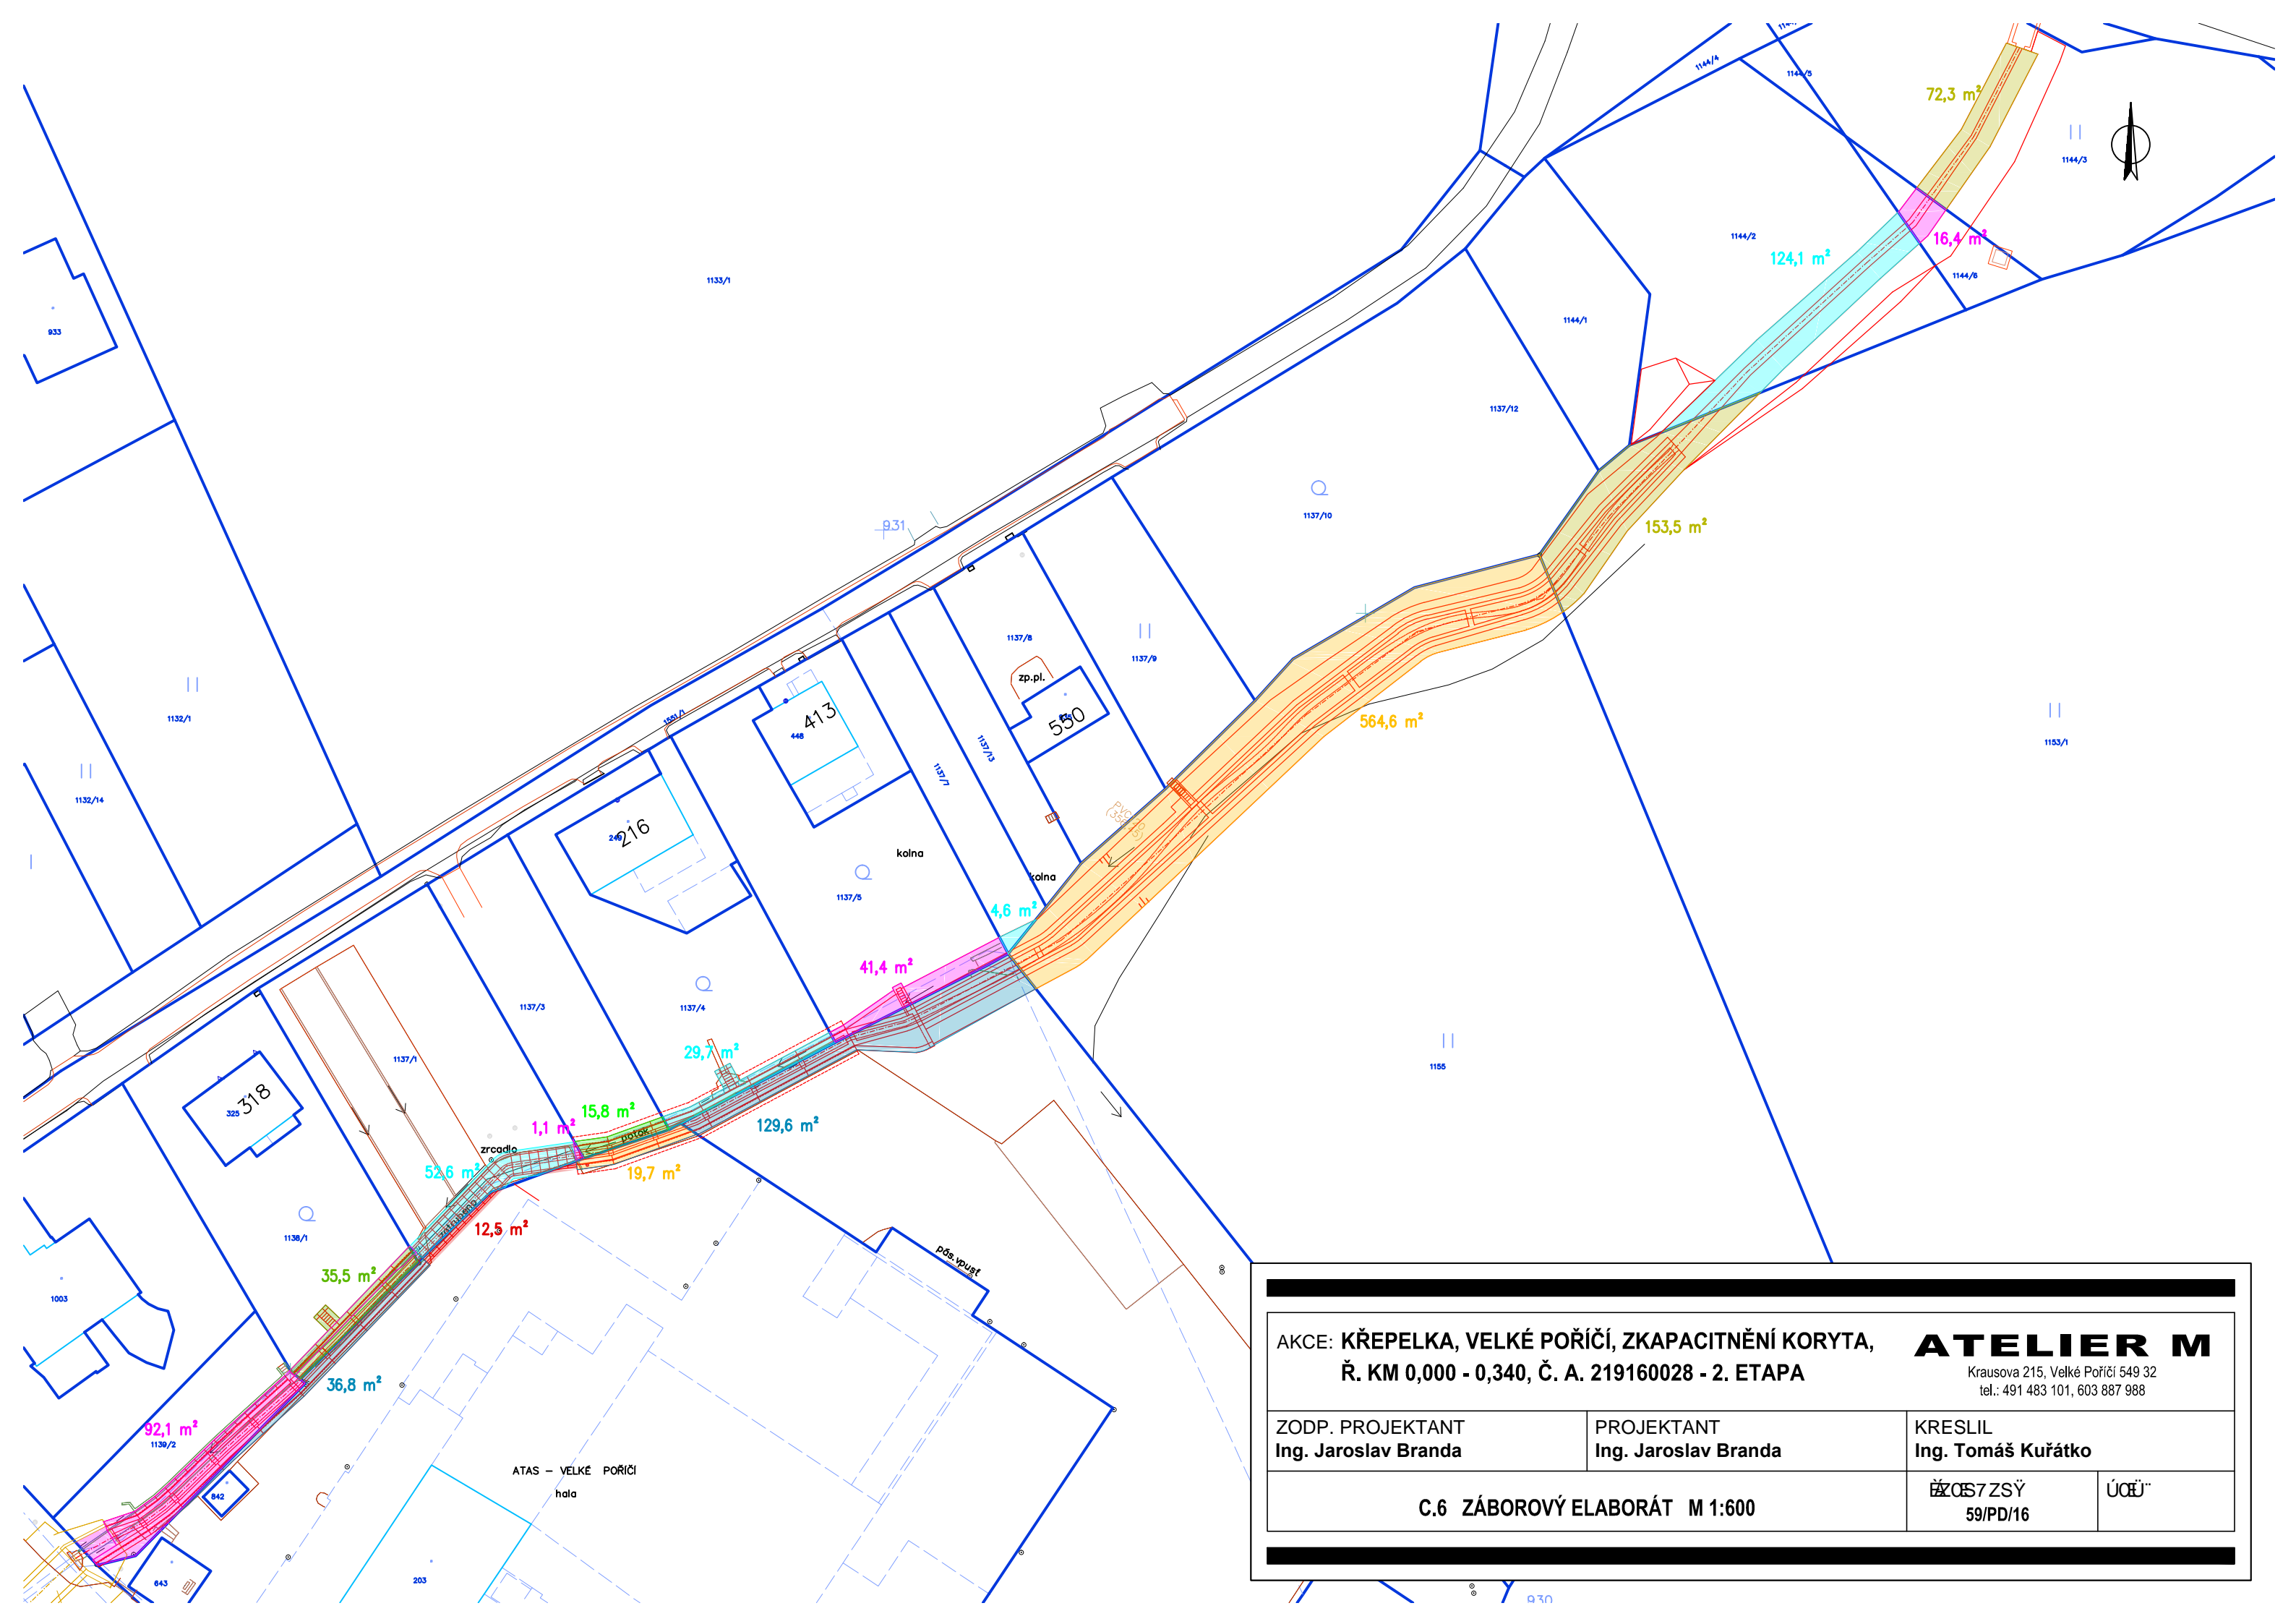 1144/4
1144/5
72,3 m²
1144/3
1144/2
16,4 m²
124,1 m²
1144/6
1133/1
933
1144/1
1137/12
931
1137/10
153,5 m²
1137/8
1137/9
zp.pl.
550
1132/1
1551/1
413
448
564,6 m²
1153/1
1137/13
1137/7
1132/14
216
249
kolna
kolna
1137/5
4,6 m²
41,4 m²
1137/3
1137/4
29,7 m²
1137/1
1155
318
325
15,8 m²
1,1 m²
potok
129,6 m²
zrcadlo
52,6 m²
19,7 m²
zatrubeno
12,5 m²
1138/1
pás.vpusť
35,5 m²
1003
36,8 m²
92,1 m²
1139/2
ATAS – VELKÉ POŘÍČÍ
hala
842
643
203
930
AKCE: KŘEPELKA, VELKÉ POŘÍČÍ, ZKAPACITNĚNÍ KORYTA,
Ř. KM 0,000 - 0,340, Č. A. 219160028 - 2. ETAPA
ATELIER M
Krausova 215, Velké Poříčí 549 32
tel.: 491 483 101, 603 887 988
ZODP. PROJEKTANT
Ing. Jaroslav Branda
PROJEKTANT
Ing. Jaroslav Branda
KRESLIL
Ing. Tomáš Kuřátko
C.6 ZÁBOROVÝ ELABORÁT M 1:600
59/PD/16